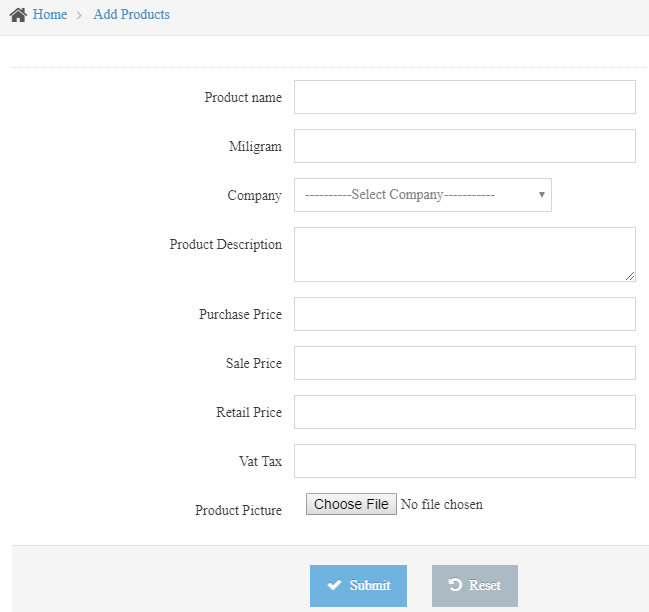 Home > Add Products
Product name
Miligram
Company ----------Select Company-----------
Product Description
Purchase Price
Sale Price
Retail Price
Vat Tax
Product Picture Choose File No file chosen
Submit Reset